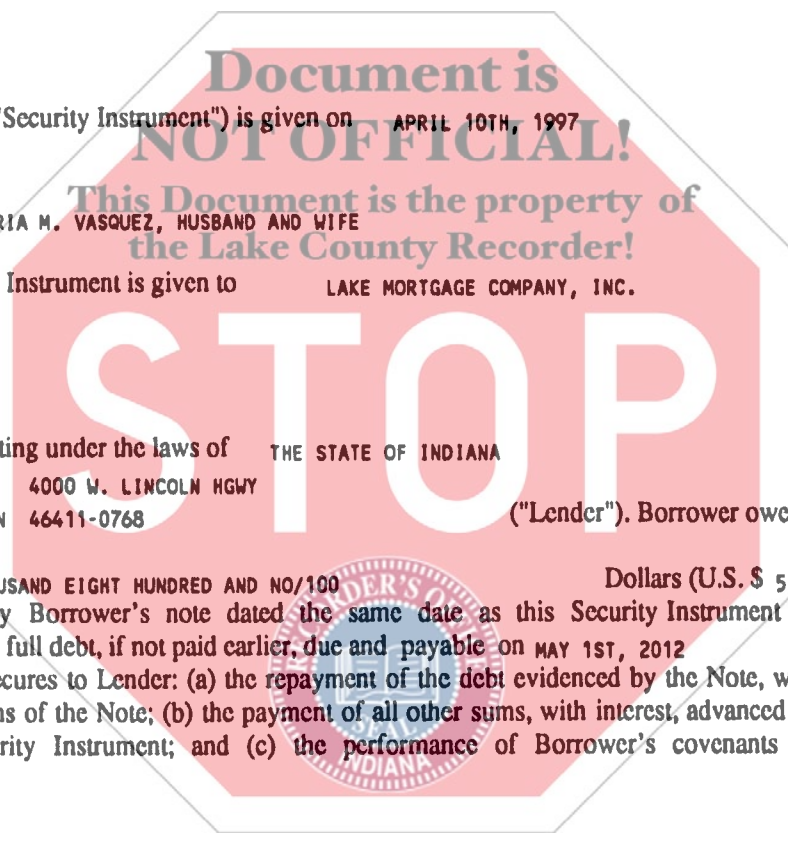 Document is
"Security Instrument") is given on APRIL 10TH, 1997
NOT OFFICIAL!
This Document is the property of
RIA M. VASQUEZ, HUSBAND AND WIFE
the Lake County Recorder!
Instrument is given to LAKE MORTGAGE COMPANY, INC.
STOP
ting under the laws of THE STATE OF INDIANA
4000 W. LINCOLN HGWY
N 46411-0768 ("Lender"). Borrower owe
USAND EIGHT HUNDRED AND NO/100 Dollars (U.S. $ 5
y Borrower's note dated the same date as this Security Instrument
full debt, if not paid earlier, due and payable on MAY 1ST, 2012
cures to Lender: (a) the repayment of the debt evidenced by the Note, w
ns of the Note; (b) the payment of all other sums, with interest, advanced
rity Instrument; and (c) the performance of Borrower's covenants
SEAL
INDIANA